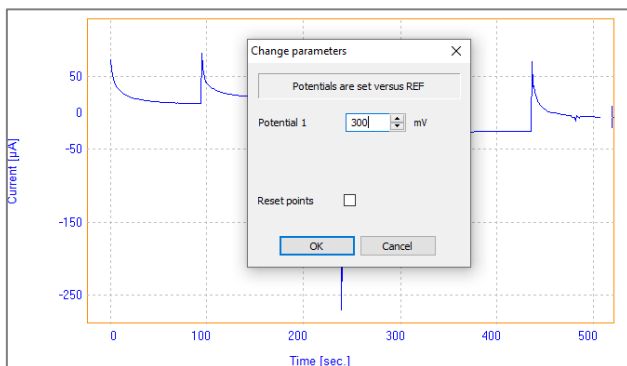 Change parameters
Potentials are set versus REF
Potential 1 300 mV
Reset points
OK Cancel
50
0
-50
-150
-250
Current [µA]
0 100 200 300 400 500
Time [sec.]